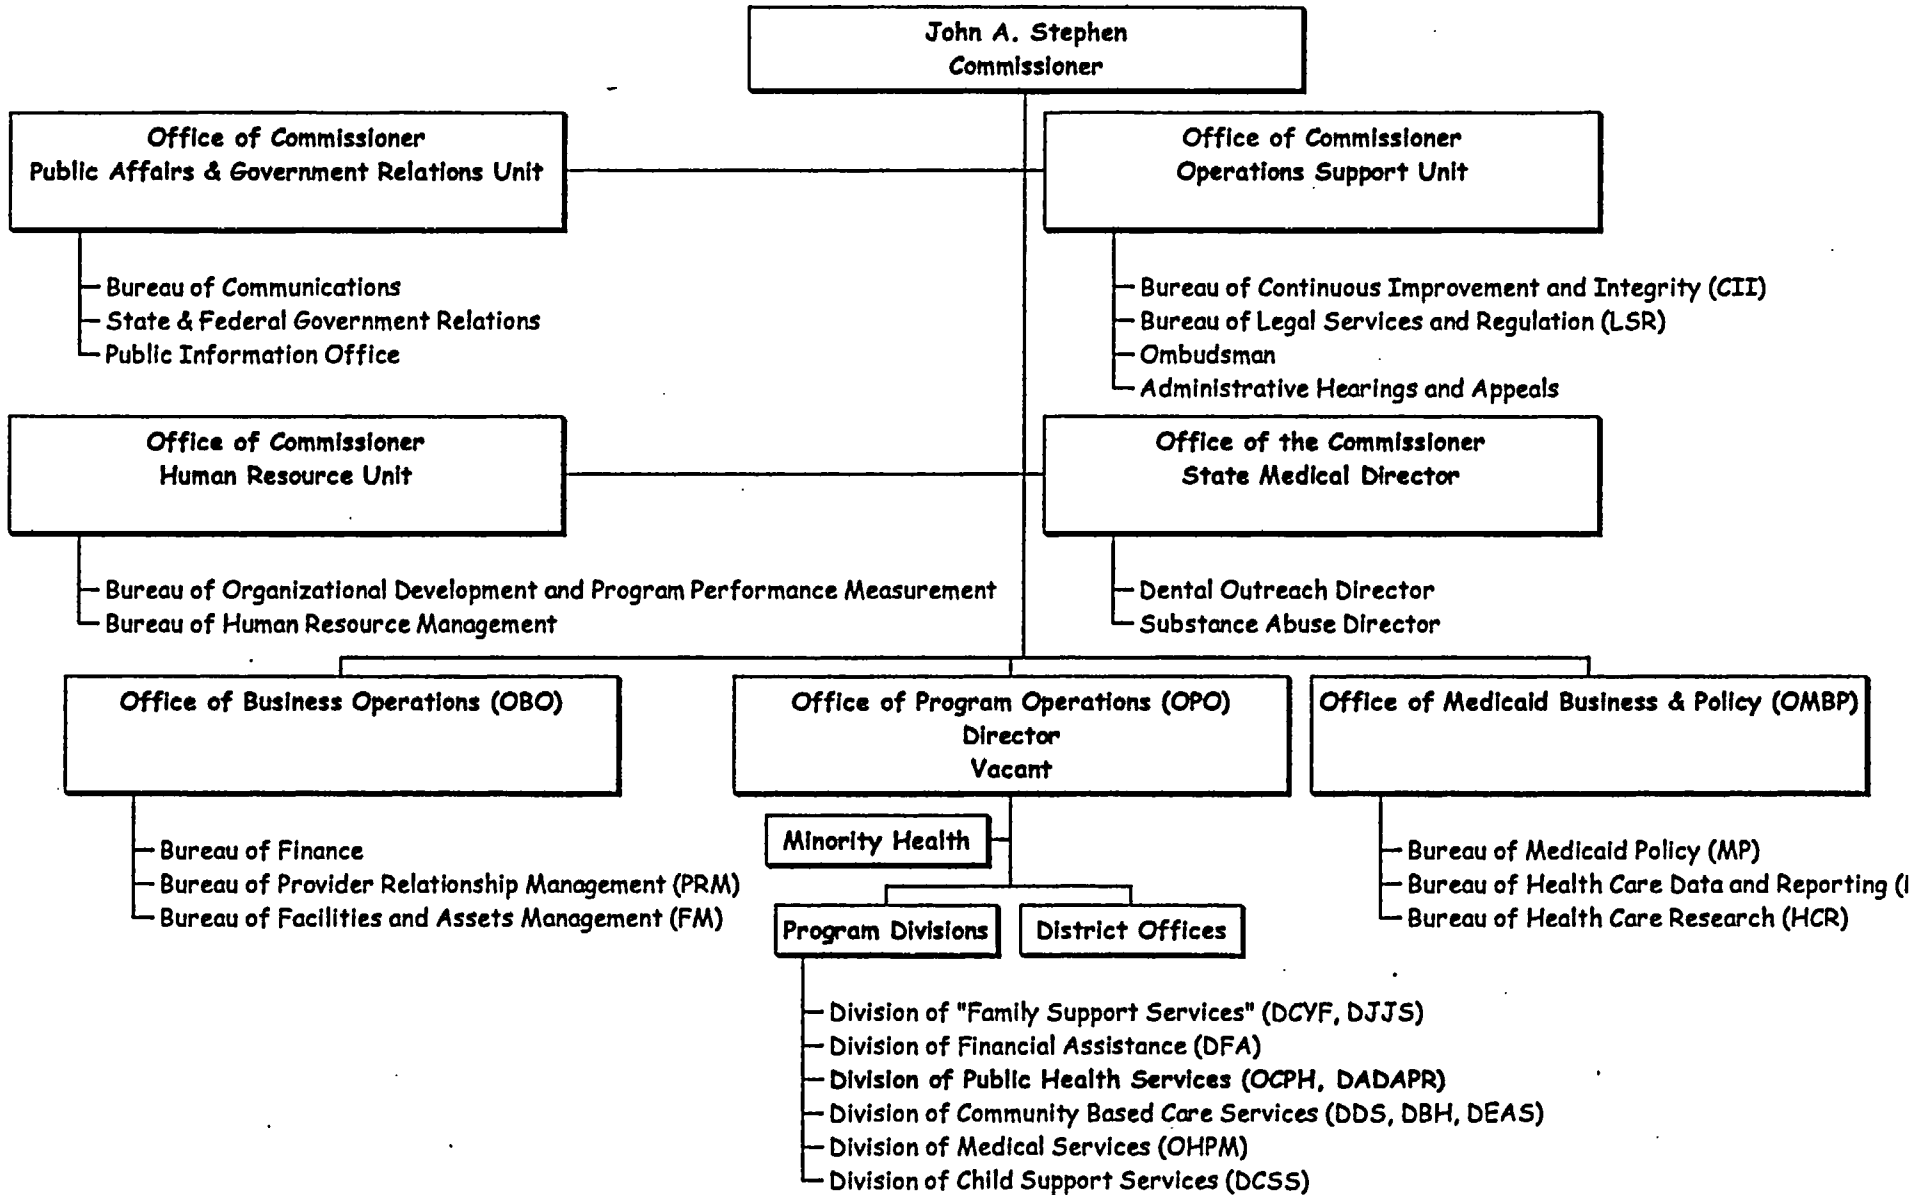 John A. Stephen
Commissioner
Office of Commissioner
Public Affairs & Government Relations Unit
Office of Commissioner
Operations Support Unit
Bureau of Communications
State & Federal Government Relations
Public Information Office
Bureau of Continuous Improvement and Integrity (CII)
Bureau of Legal Services and Regulation (LSR)
Ombudsman
Administrative Hearings and Appeals
Office of Commissioner
Human Resource Unit
Office of the Commissioner
State Medical Director
Bureau of Organizational Development and Program Performance Measurement
Bureau of Human Resource Management
Dental Outreach Director
Substance Abuse Director
Office of Business Operations (OBO)
Office of Program Operations (OPO)
Director
Vacant
Office of Medicaid Business & Policy (OMBP)
Bureau of Finance
Bureau of Provider Relationship Management (PRM)
Bureau of Facilities and Assets Management (FM)
Minority Health
Program Divisions
District Offices
Bureau of Medicaid Policy (MP)
Bureau of Health Care Data and Reporting (
Bureau of Health Care Research (HCR)
Division of "Family Support Services" (DCYF, DJJS)
Division of Financial Assistance (DFA)
Division of Public Health Services (OCPH, DADAPR)
Division of Community Based Care Services (DDS, DBH, DEAS)
Division of Medical Services (OHPM)
Division of Child Support Services (DCSS)